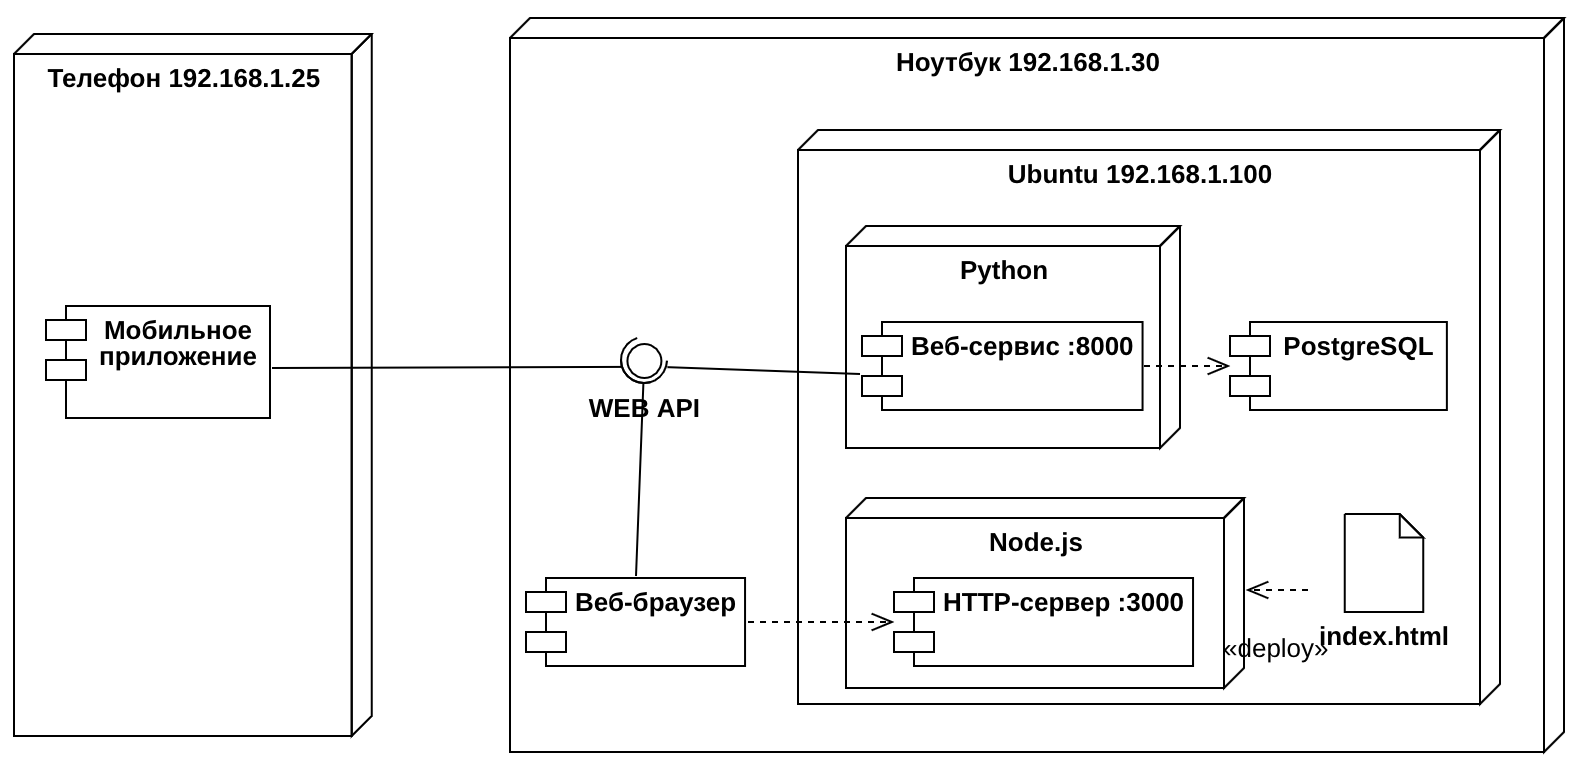 Телефон 192.168.1.25
Ноутбук 192.168.1.30
Ubuntu 192.168.1.100
Python
Мобильное
приложение
Веб-сервис :8000
PostgreSQL
WEB API
Node.js
Веб-браузер
HTTP-сервер :3000
index.html
«deploy»